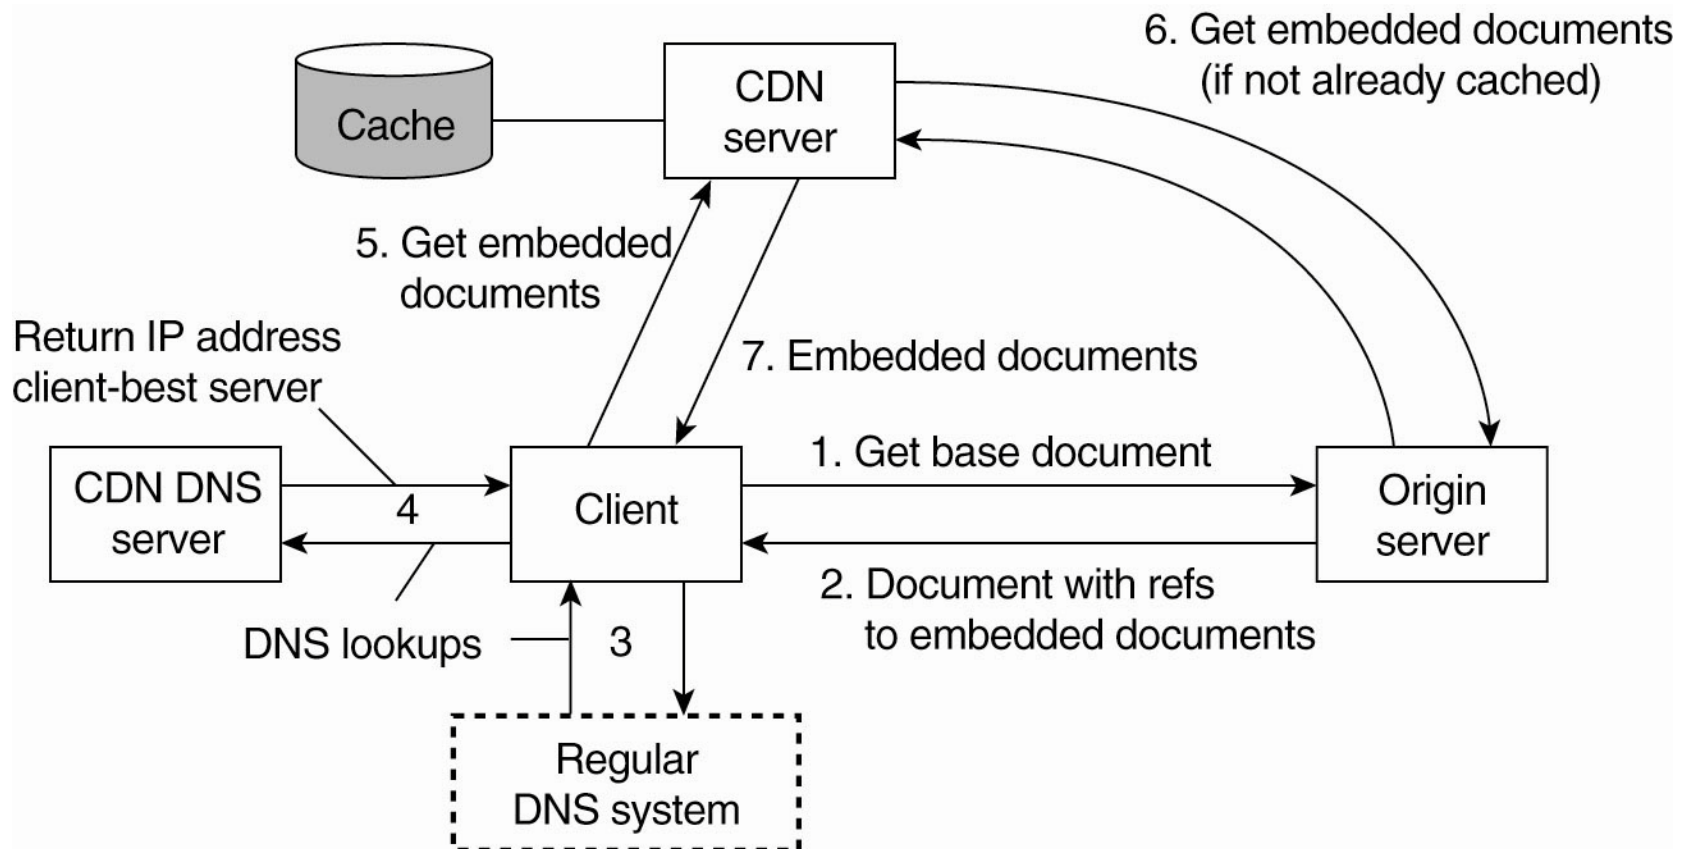 6. Get embedded documents
(if not already cached)
CDN
server
Cache
5. Get embedded
documents
Return IP address
client-best server
7. Embedded documents
1. Get base document
CDN DNS
server
4
Client
Origin
server
2. Document with refs
to embedded documents
DNS lookups
3
Regular
DNS system